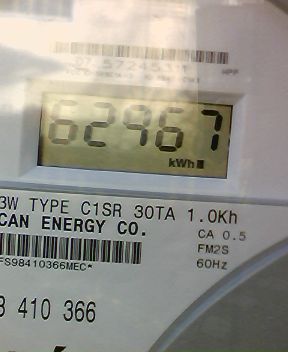 62967
kWh
3W TYPE C1SR 30TA 1.0Kh
CAN ENERGY CO.
CA 0.5
FM2S
60Hz
FS98410366MEC*
8 410 366